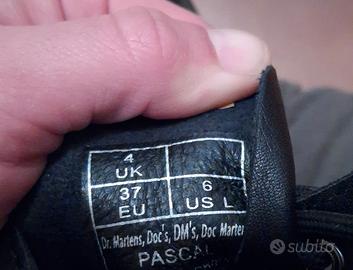 4
UK
37
EU
6
US L
Dr. Martens, Doc's, DM's, Doc Marten
PASCAL
subito